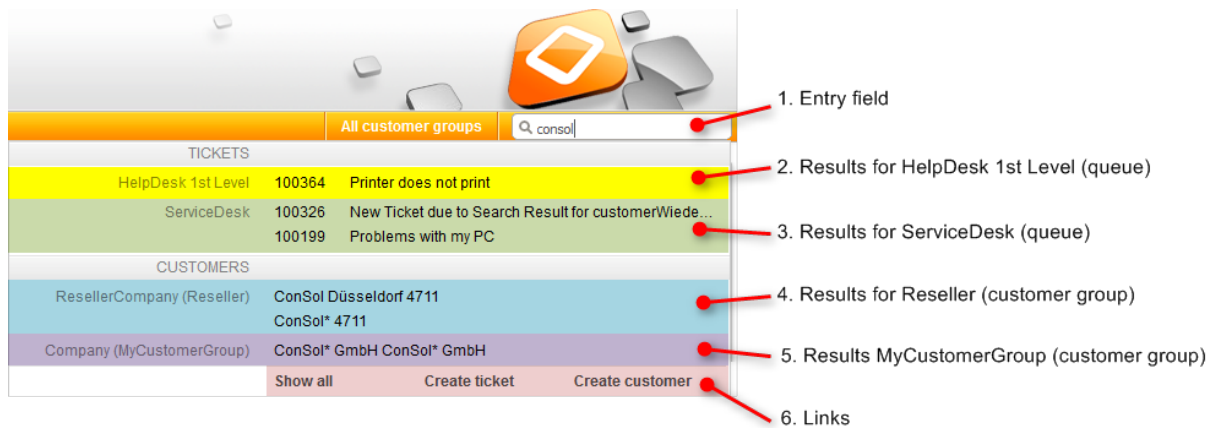 1. Entry field
All customer groups
consol
TICKETS
2. Results for HelpDesk 1st Level (queue)
HelpDesk 1st Level 100364 Printer does not print
ServiceDesk 100326 New Ticket due to Search Result for customerWiede...
100199 Problems with my PC
3. Results for ServiceDesk (queue)
CUSTOMERS
ResellerCompany (Reseller) ConSol Düsseldorf 4711
4. Results for Reseller (customer group)
ConSol* 4711
Company (MyCustomerGroup) ConSol* GmbH ConSol* GmbH
5. Results MyCustomerGroup (customer group)
Show all Create ticket Create customer
6. Links